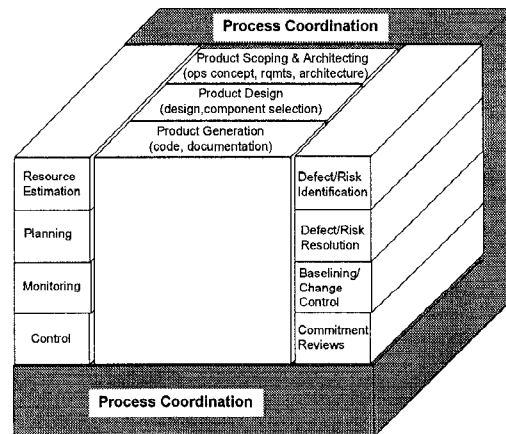 Process Coordination
Product Scoping & Architecting
(ops concept, rqmts, architecture)
Product Design
(design,component selection)
Product Generation
(code, documentation)
Resource
Estimation
Planning
Monitoring
Control
Defect/Risk
Identification
Defect/Risk
Resolution
Baselining/
Change
Control
Commitment
Reviews
Process Coordination